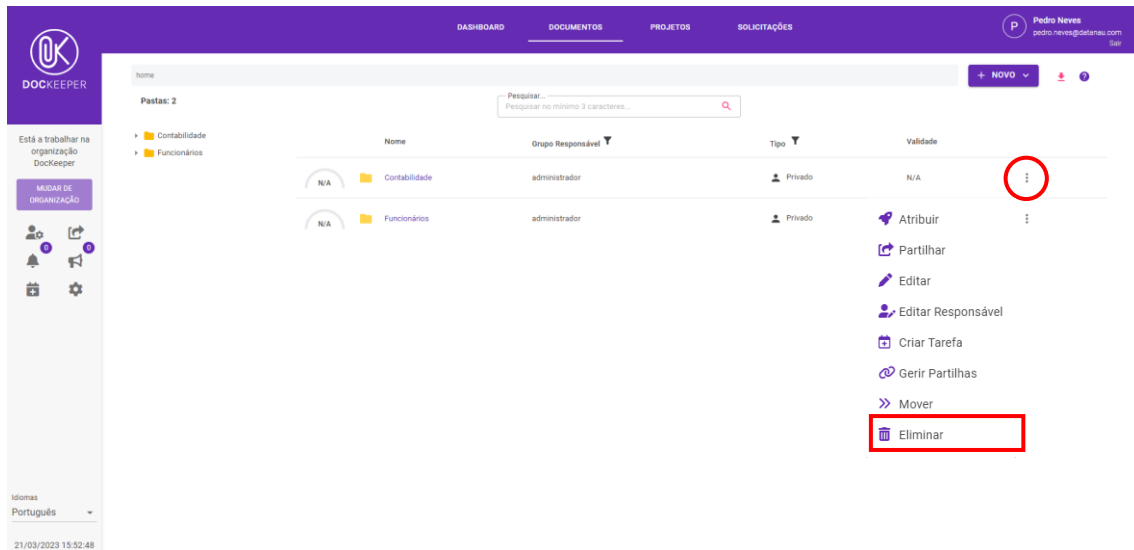 DOCKEEPER
DASHBOARD
DOCUMENTOS
PROJETOS
SOLICITAÇÕES
P
Pedro Neves
pedro.neves@datanau.com
Sair
Está a trabalhar na
organização
DocKeeper
MUDAR DE
ORGANIZAÇÃO
0
0
Idiomas
Português
21/03/2023 15:52:48
home
+ NOVO
Pastas: 2
Pesquisar...
Pesquisar no mínimo 3 caracteres...
Contabilidade
Funcionários
Nome
Grupo Responsável
Tipo
Validade
N/A
Contabilidade
administrador
Privado
N/A
N/A
Funcionários
administrador
Privado
Atribuir
Partilhar
Editar
Editar Responsável
Criar Tarefa
Gerir Partilhas
Mover
Eliminar